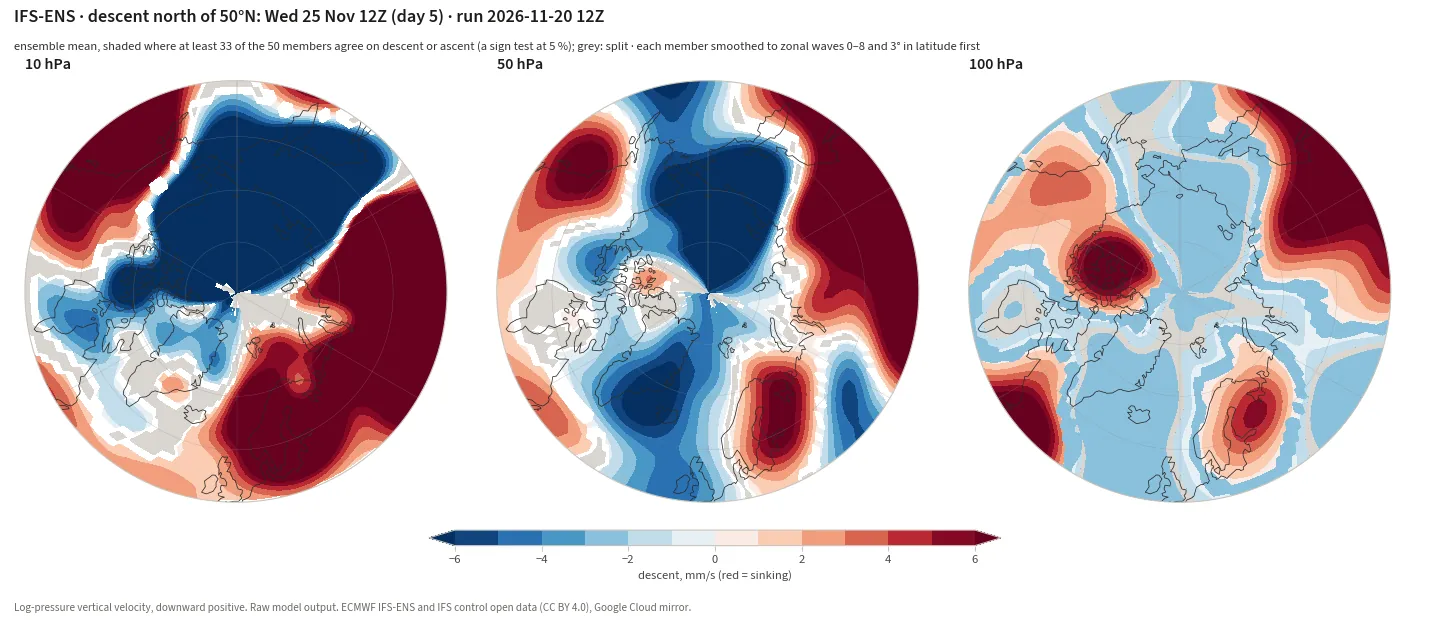 IFS-ENS · descent north of 50°N: Wed 25 Nov 12Z (day 5) · run 2026-11-20 12Z
ensemble mean, shaded where at least 33 of the 50 members agree on descent or ascent (a sign test at 5 %); grey: split · each member smoothed to zonal waves 0–8 and 3° in latitude first
10 hPa 50 hPa 100 hPa
−6 −4 −2 0 2 4 6
descent, mm/s (red = sinking)
Log-pressure vertical velocity, downward positive. Raw model output. ECMWF IFS-ENS and IFS control open data (CC BY 4.0), Google Cloud mirror.